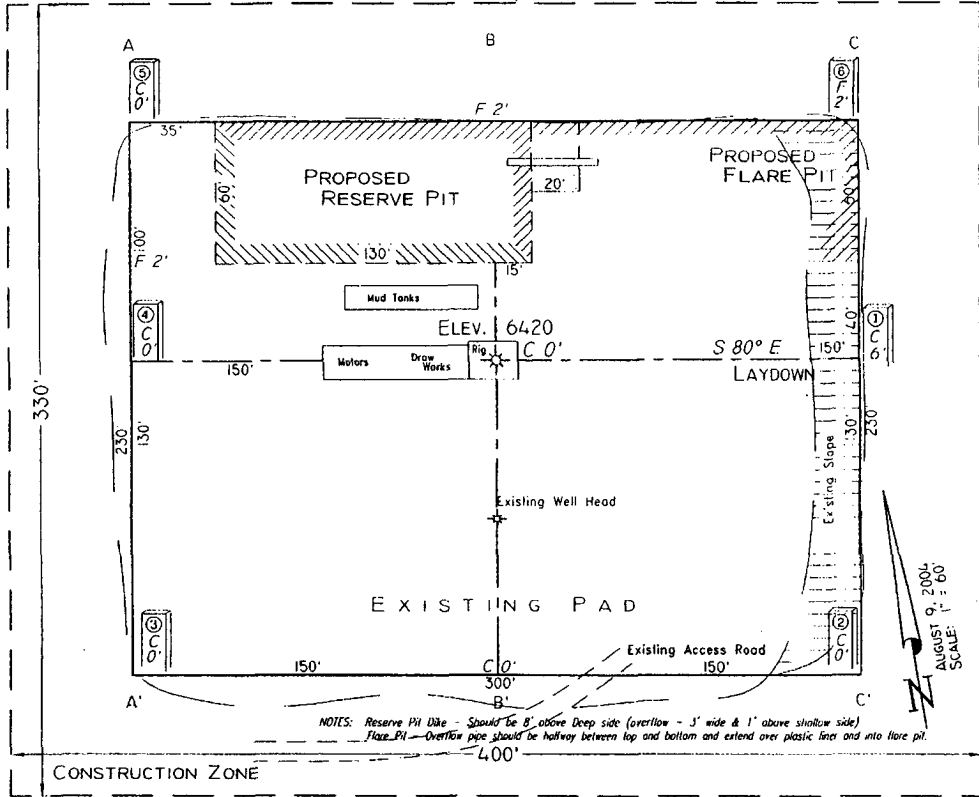 A
B
C
⑤
C
0'
⑥
F
2'
F 2'
35'
PROPOSED
RESERVE PIT
60'
130'
15'
20'
PROPOSED
FLARE PIT
60'
100'
F 2'
Mud Tanks
ELEV. 6420
④
C
0'
①
C
6'
40'
Rig
C 0'
S 80° E
150'
150'
Motors
Draw
Works
LAYDOWN
330'
230'
130'
230'
Existing Slope
Existing Well Head
EXISTING PAD
③
C
0'
②
C
0'
Existing Access Road
150'
C 0'
150'
300'
A'
B'
C'
N
AUGUST 9, 2004
SCALE: 1" = 60'
NOTES: Reserve Pit Dike - Should be 8' above Deep side (overflow - 3' wide & 1' above shallow side)
Flare Pit - Overflow pipe should be halfway between top and bottom and extend over plastic liner and into flare pit.
400'
CONSTRUCTION ZONE